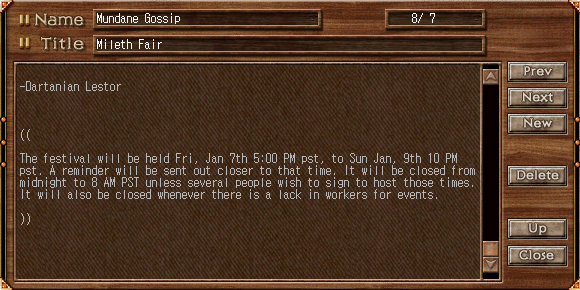 Name Mundane Gossip 8/ 7
Title Mileth Fair
-Dartanian Lestor
((
The festival will be held Fri, Jan 7th 5:00 PM pst, to Sun Jan, 9th 10 PM
pst. A reminder will be sent out closer to that time. It will be closed from
midnight to 8 AM PST unless several people wish to sign to host those times.
It will also be closed whenever there is a lack in workers for events.
))
Prev
Next
New
Delete
Up
Close